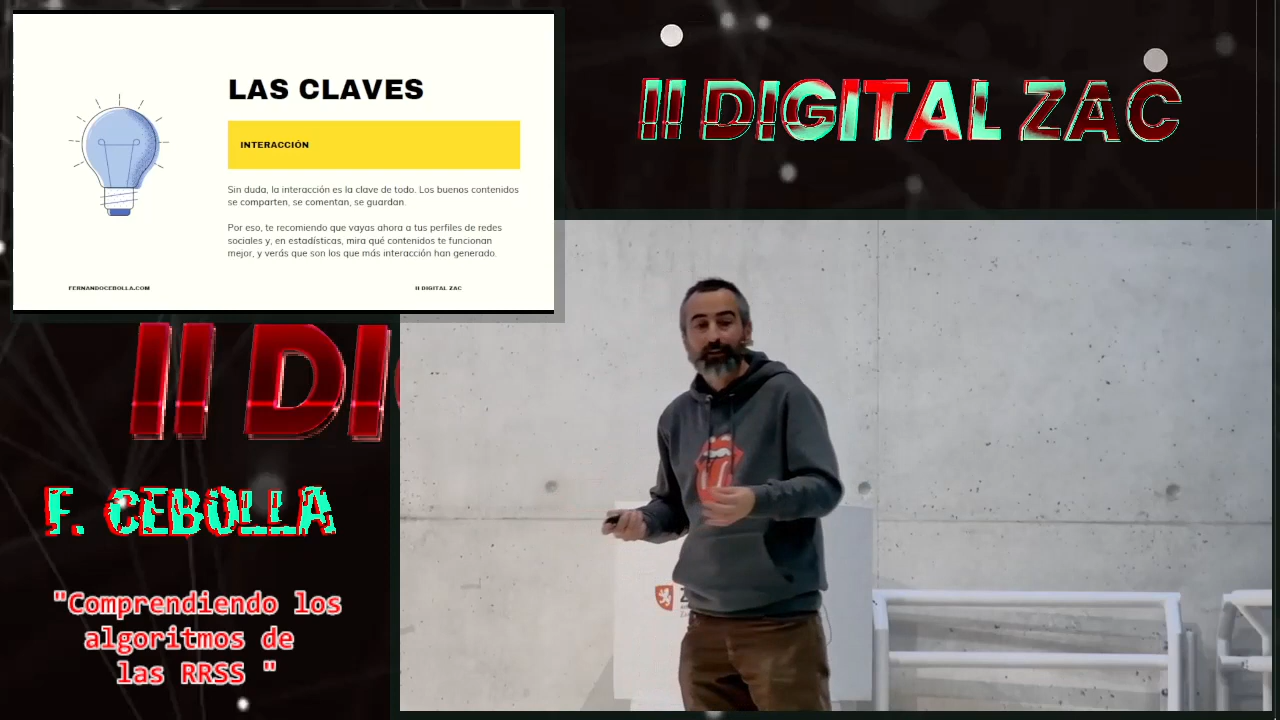 LAS CLAVES
INTERACCIÓN
Sin duda, la interacción es la clave de todo. Los buenos contenidos
se comparten, se comentan, se guardan.
Por eso, te recomiendo que vayas ahora a tus perfiles de redes
sociales y, en estadísticas, mira qué contenidos te funcionan
mejor, y verás que son los que más interacción han generado.
FERNANDOCEBOLLA.COM
II DIGITAL ZAC
II DIGITAL ZAC
II DI
F. CEBOLLA
"Comprendiendo los
algoritmos de
las RRSS "